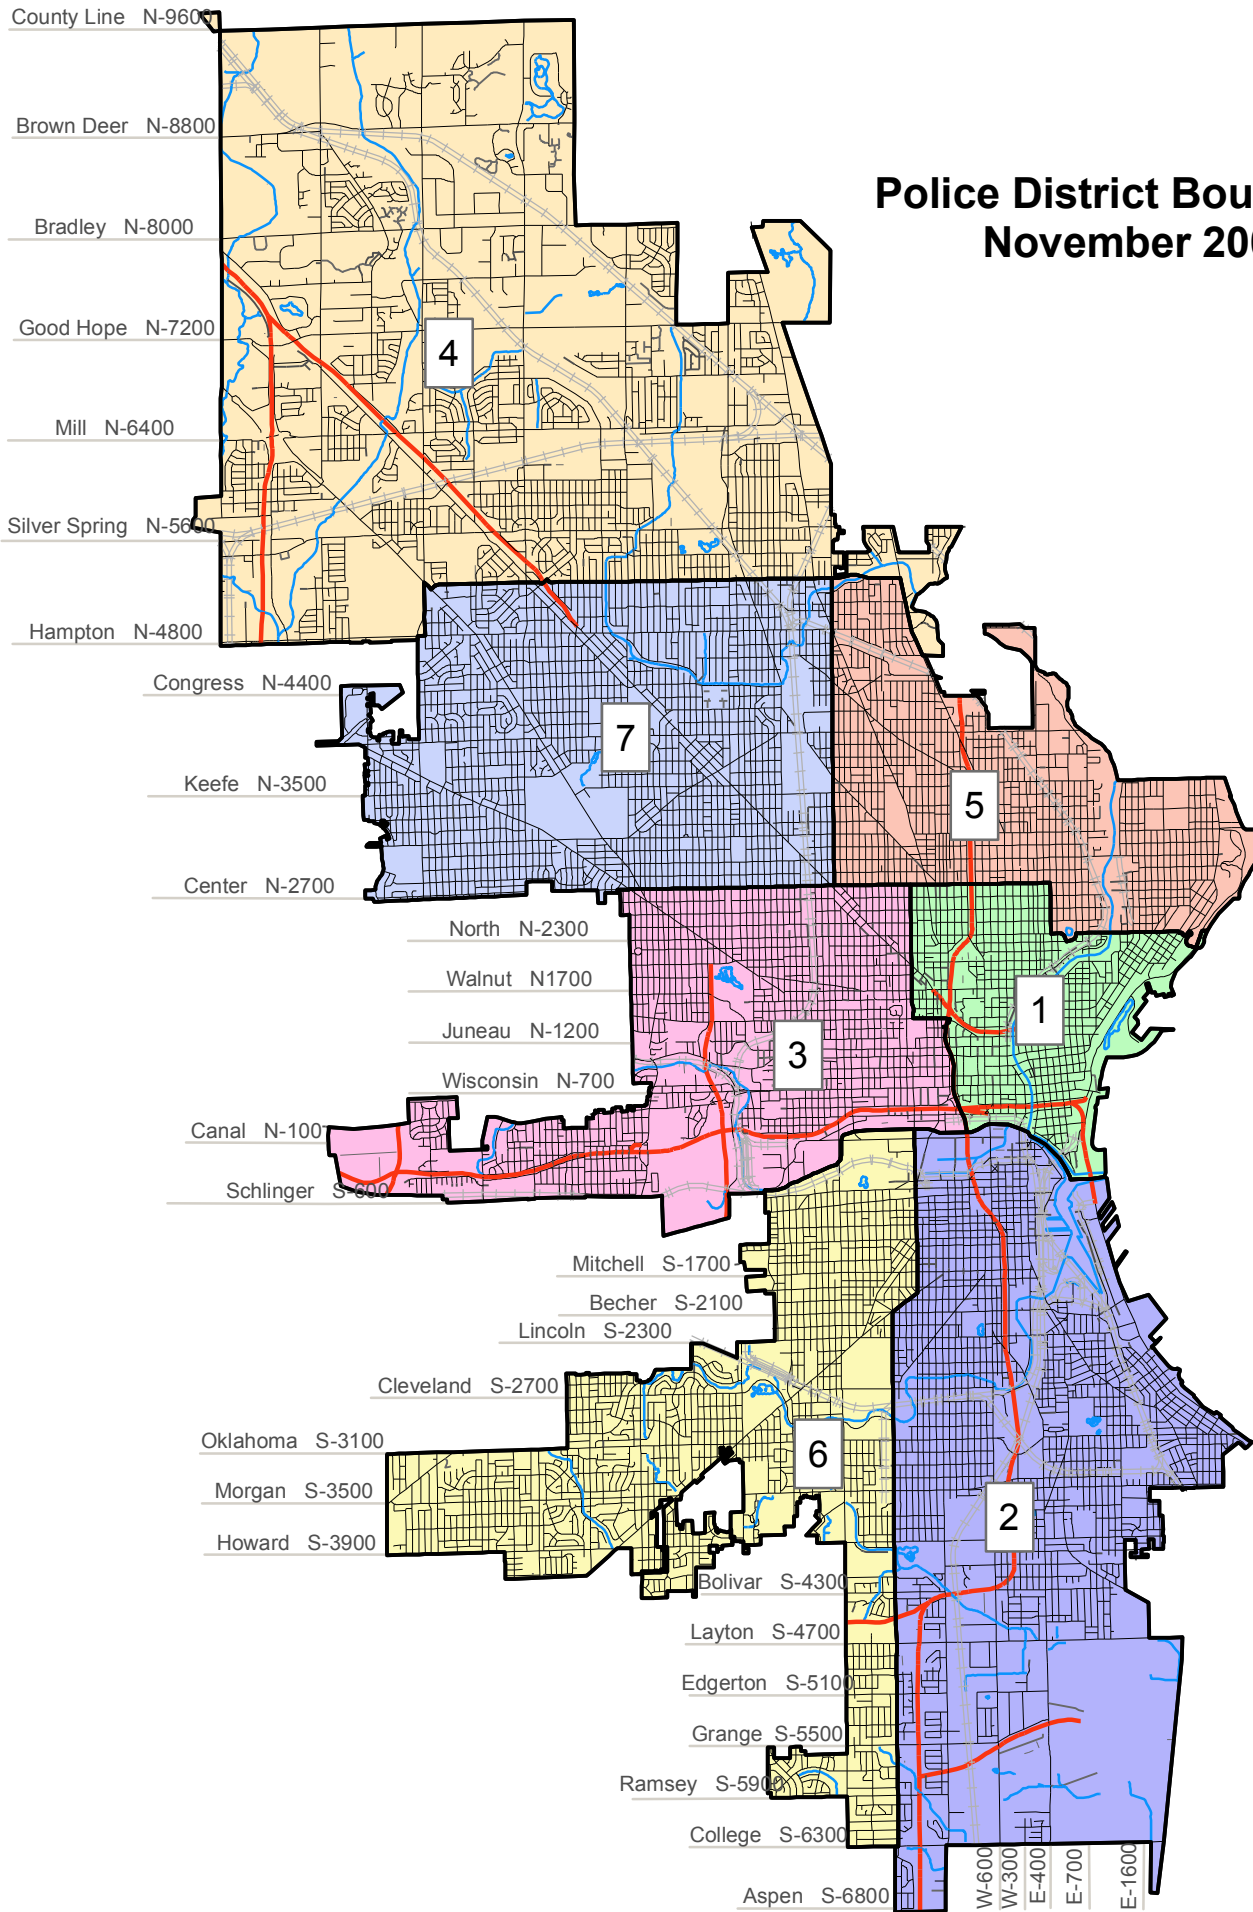 County Line N-9600
Brown Deer N-8800
Police District Bou
Bradley N-8000
November 200
Good Hope N-7200
4
Mill N-6400
Silver Spring N-5600
Hampton N-4800
Congress N-4400
7
Keefe N-3500
5
Center N-2700
North N-2300
Walnut N1700
1
Juneau N-1200
3
Wisconsin N-700
Canal N-100
Schlinger S-600
Mitchell S-1700
Becher S-2100
Lincoln S-2300
Cleveland S-2700
Oklahoma S-3100
6
Morgan S-3500
2
Howard S-3900
Bolivar S-4300
Layton S-4700
Edgerton S-5100
Grange S-5500
Ramsey S-5900
College S-6300
W-600
W-300
E-400
E-700
E-1600
Aspen S-6800